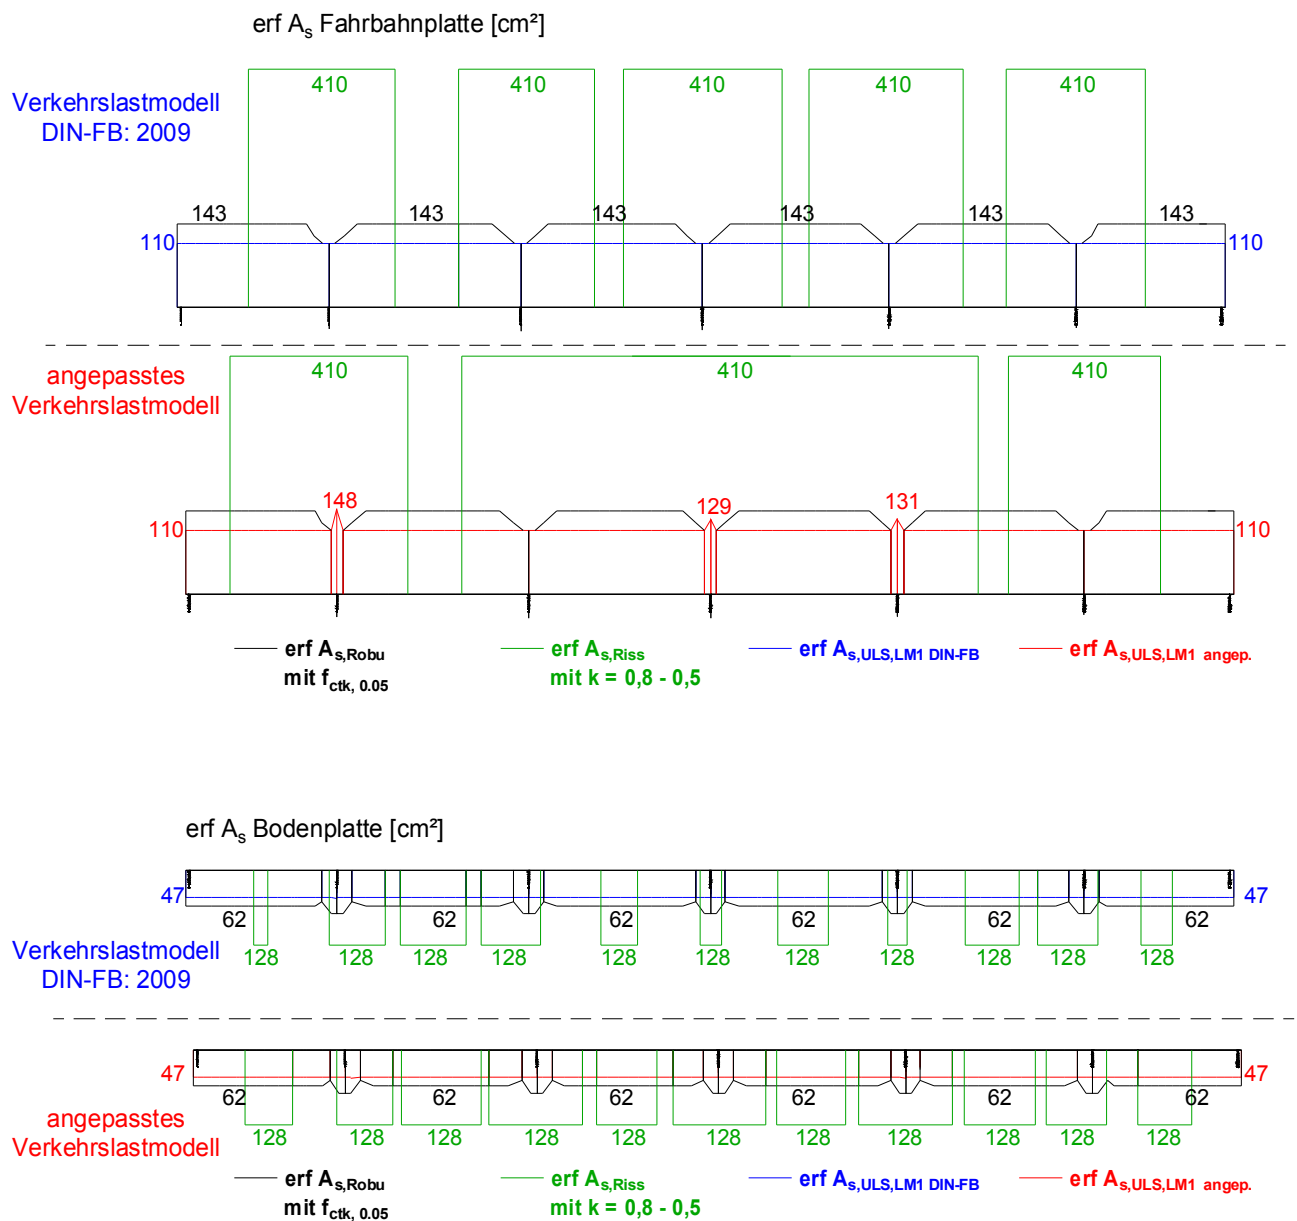 erf As Fahrbahnplatte [cm²]
410 410 410 410 410
Verkehrslastmodell
DIN-FB: 2009
143 143 143 143 143 143
110 110
angepasstes
Verkehrslastmodell
410 410 410
148 129 131
110 110
erf As,Robu erf As,Riss erf As,ULS,LM1 DIN-FB erf As,ULS,LM1 angep.
mit fctk, 0.05 mit k = 0,8 - 0,5
erf As Bodenplatte [cm²]
47 47
62 62 62 62 62
Verkehrslastmodell
DIN-FB: 2009
128 128 128 128 128 128 128 128 128 128 128
47 47
62 62 62 62 62
angepasstes
Verkehrslastmodell
128 128 128 128 128 128 128 128 128 128 128
erf As,Robu erf As,Riss erf As,ULS,LM1 DIN-FB erf As,ULS,LM1 angep.
mit fctk, 0.05 mit k = 0,8 - 0,5